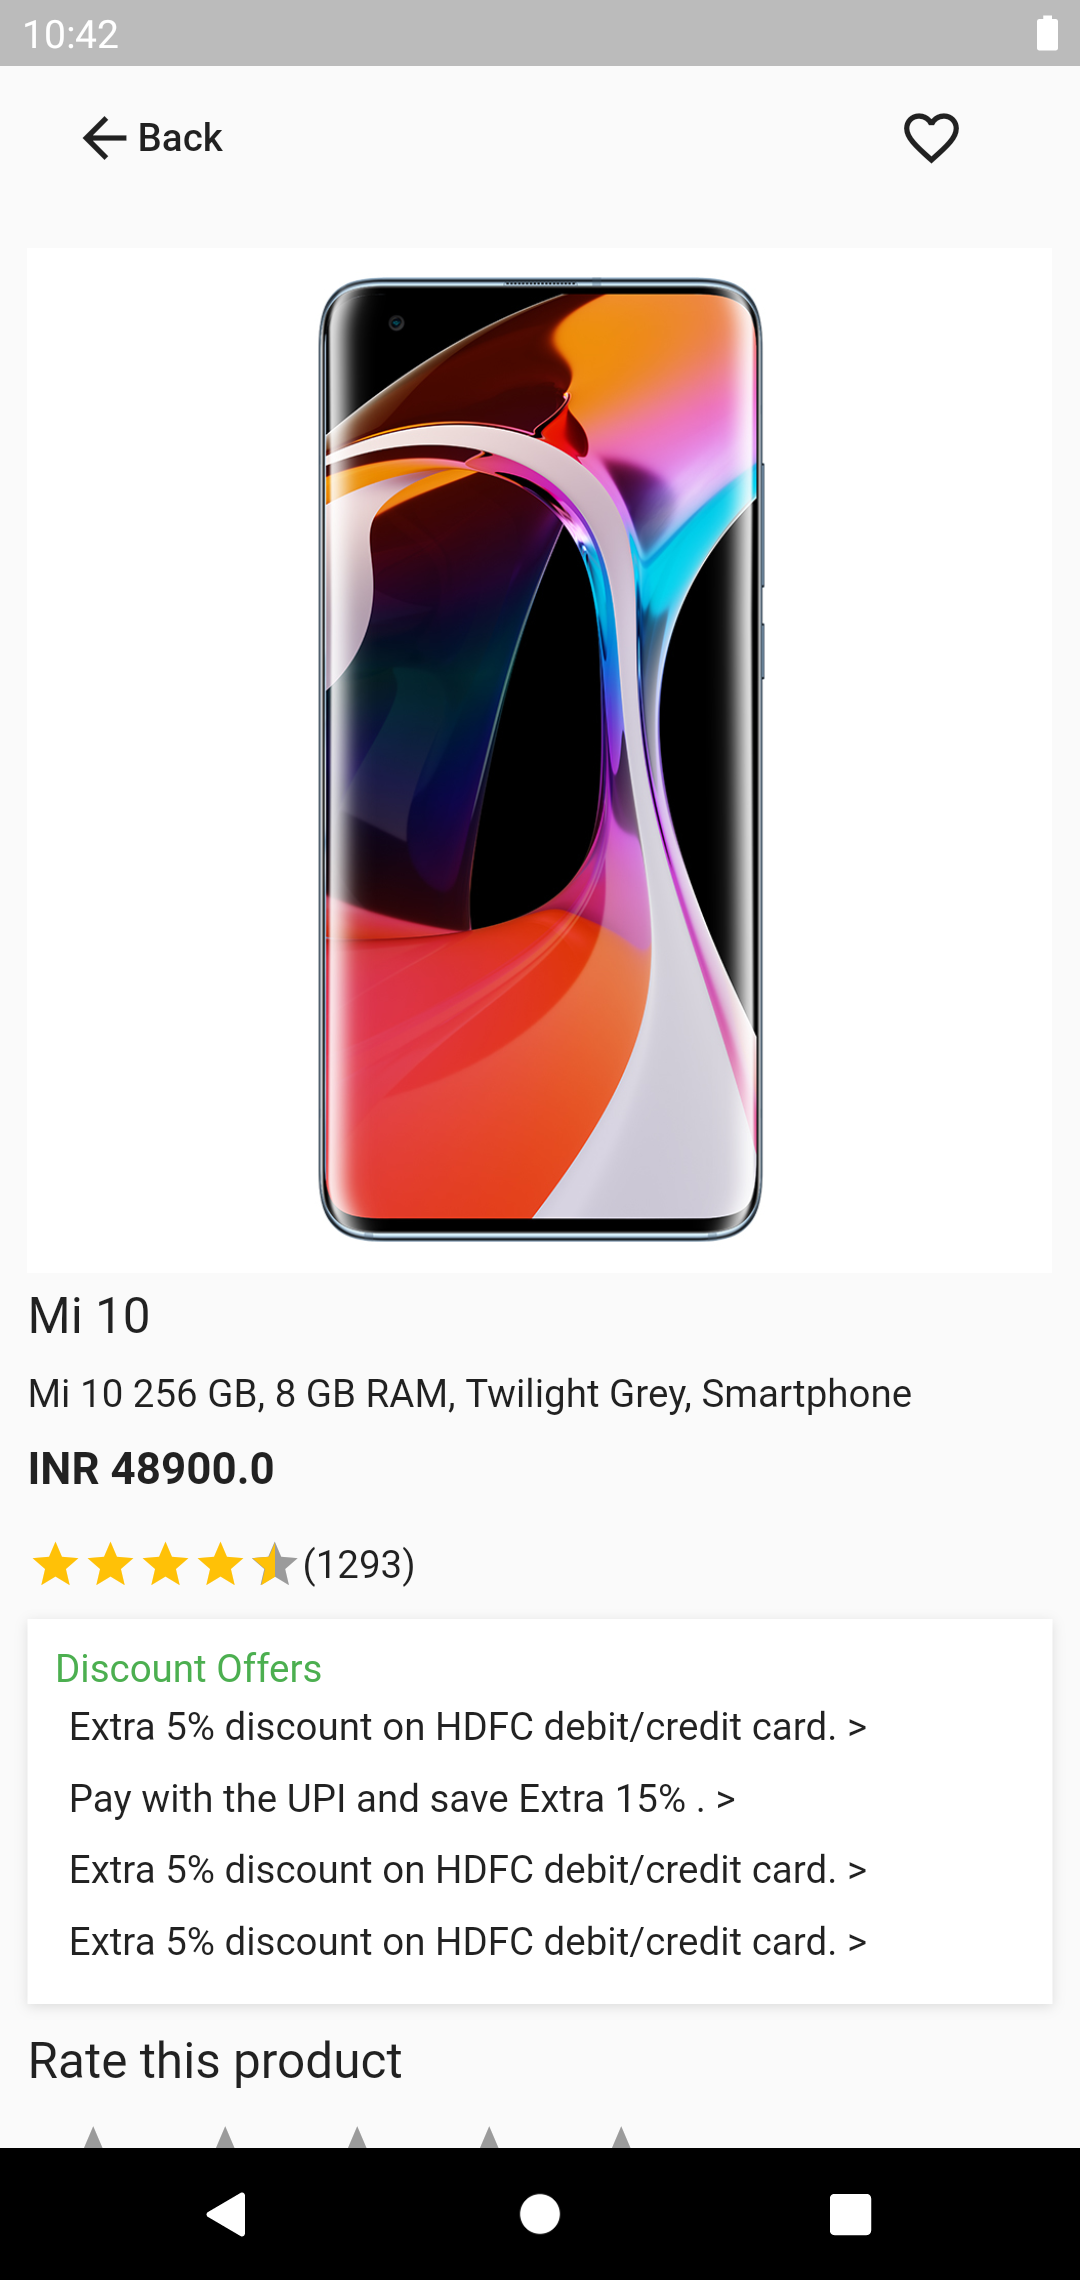 10:42
Back
Mi 10
Mi 10 256 GB, 8 GB RAM, Twilight Grey, Smartphone
INR 48900.0
(1293)
Discount Offers
Extra 5% discount on HDFC debit/credit card. >
Pay with the UPI and save Extra 15% . >
Extra 5% discount on HDFC debit/credit card. >
Extra 5% discount on HDFC debit/credit card. >
Rate this product